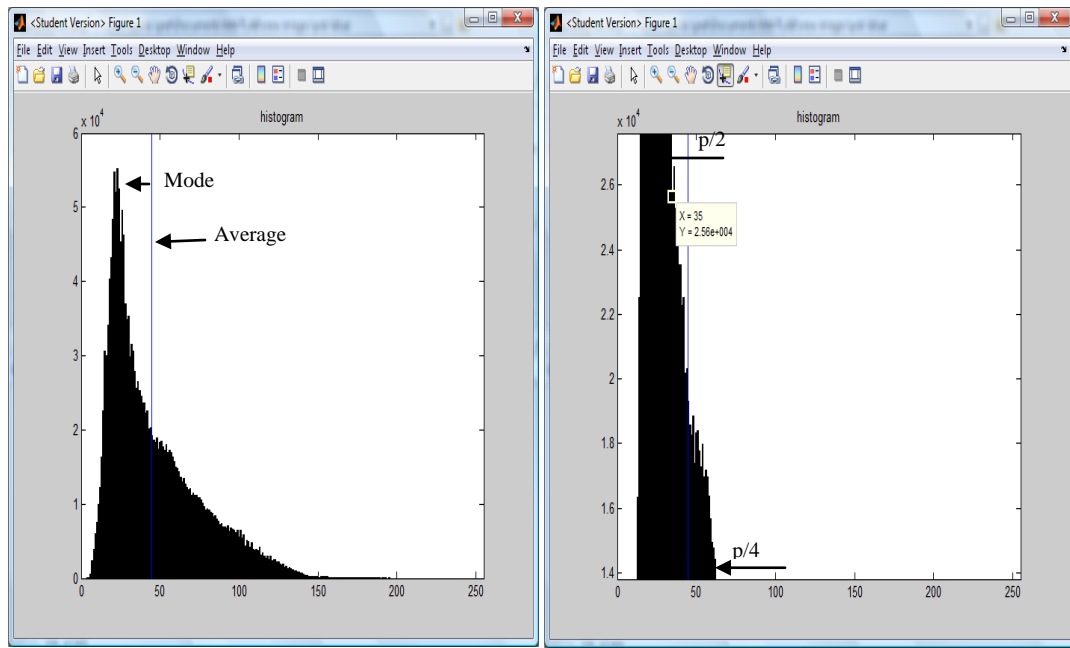 <Student Version> Figure 1
File Edit View Insert Tools Desktop Window Help
histogram
x 10^4
6
5
4
3
2
1
0
Mode
Average
0 50 100 150 200 250
<Student Version> Figure 1
File Edit View Insert Tools Desktop Window Help
histogram
x 10^4
p/2
2.6
X = 35
Y = 2.56e+004
2.4
2.2
2
1.8
1.6
p/4
1.4
0 50 100 150 200 250